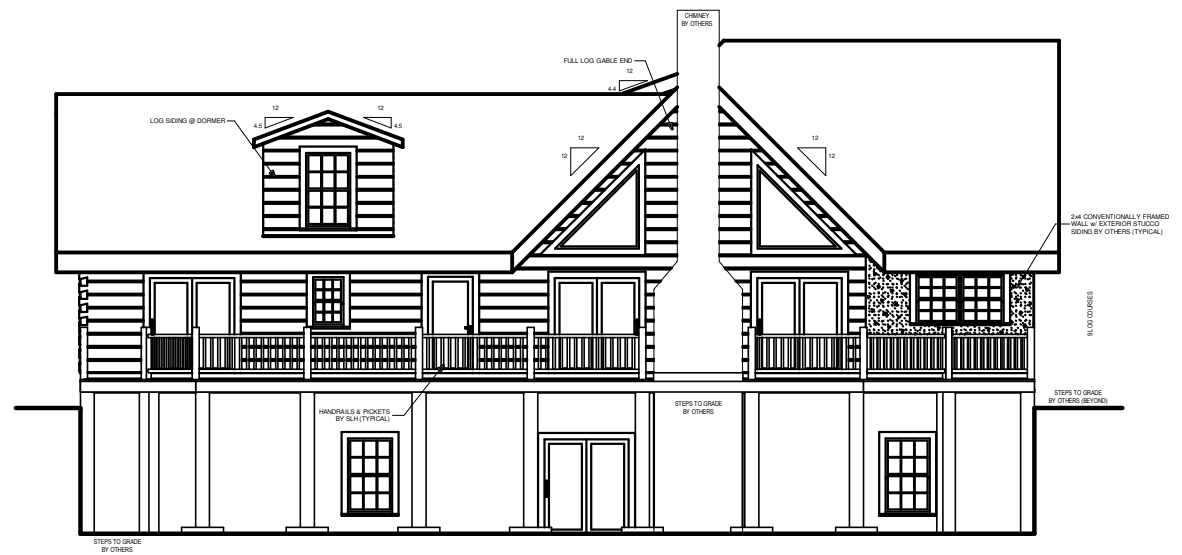 CHIMNEY
BY OTHERS
FULL LOG GABLE END
12
4.4
12
12
LOG SIDING @ DORMER
4.5
4.5
12
12
12
12
2x4 CONVENTIONALLY FRAMED
WALL w/ EXTERIOR STUCCO
SIDING BY OTHERS (TYPICAL)
9 LOG COURSES
STEPS TO GRADE
BY OTHERS (BEYOND)
STEPS TO GRADE
BY OTHERS
HANDRAILS & PICKETS
BY SLH (TYPICAL)
STEPS TO GRADE
BY OTHERS